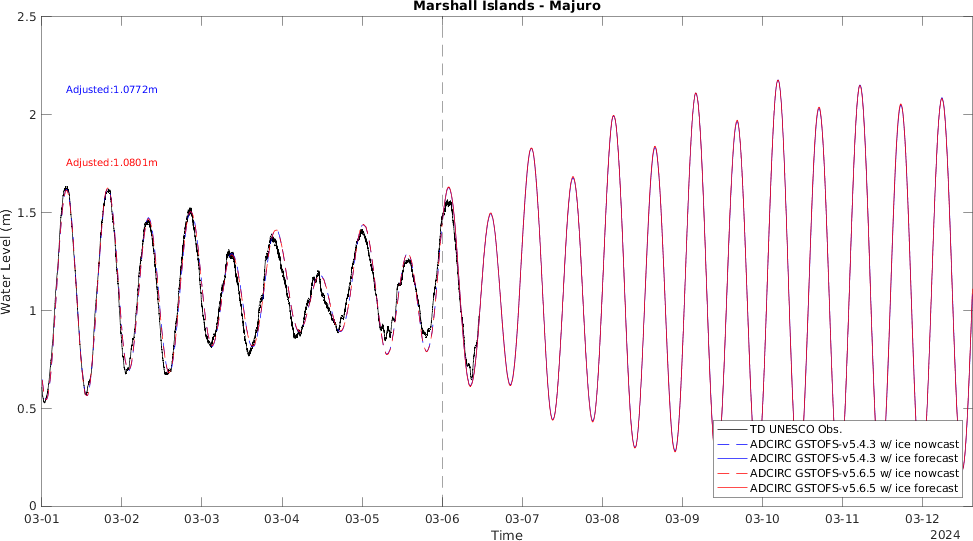 Marshall Islands - Majuro
2.5
2
1.5
1
0.5
0
Water Level (m)
Adjusted:1.0772m
Adjusted:1.0801m
TD UNESCO Obs.
ADCIRC GSTOFS-v5.4.3 w/ ice nowcast
ADCIRC GSTOFS-v5.4.3 w/ ice forecast
ADCIRC GSTOFS-v5.6.5 w/ ice nowcast
ADCIRC GSTOFS-v5.6.5 w/ ice forecast
03-01 03-02 03-03 03-04 03-05 03-06 03-07 03-08 03-09 03-10 03-11 03-12
Time
2024